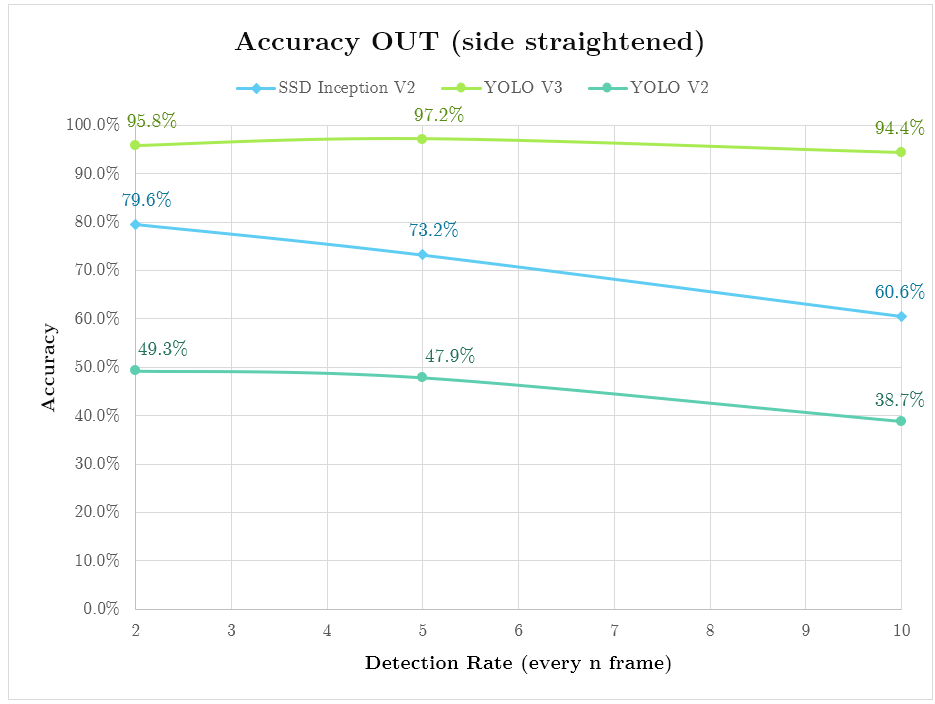 Accuracy OUT (side straightened)
SSD Inception V2 YOLO V3 YOLO V2
100.0%
90.0%
80.0%
70.0%
60.0%
50.0%
40.0%
30.0%
20.0%
10.0%
0.0%
Accuracy
95.8% 97.2% 94.4%
79.6% 73.2% 60.6%
49.3% 47.9% 38.7%
2 3 4 5 6 7 8 9 10
Detection Rate (every n frame)